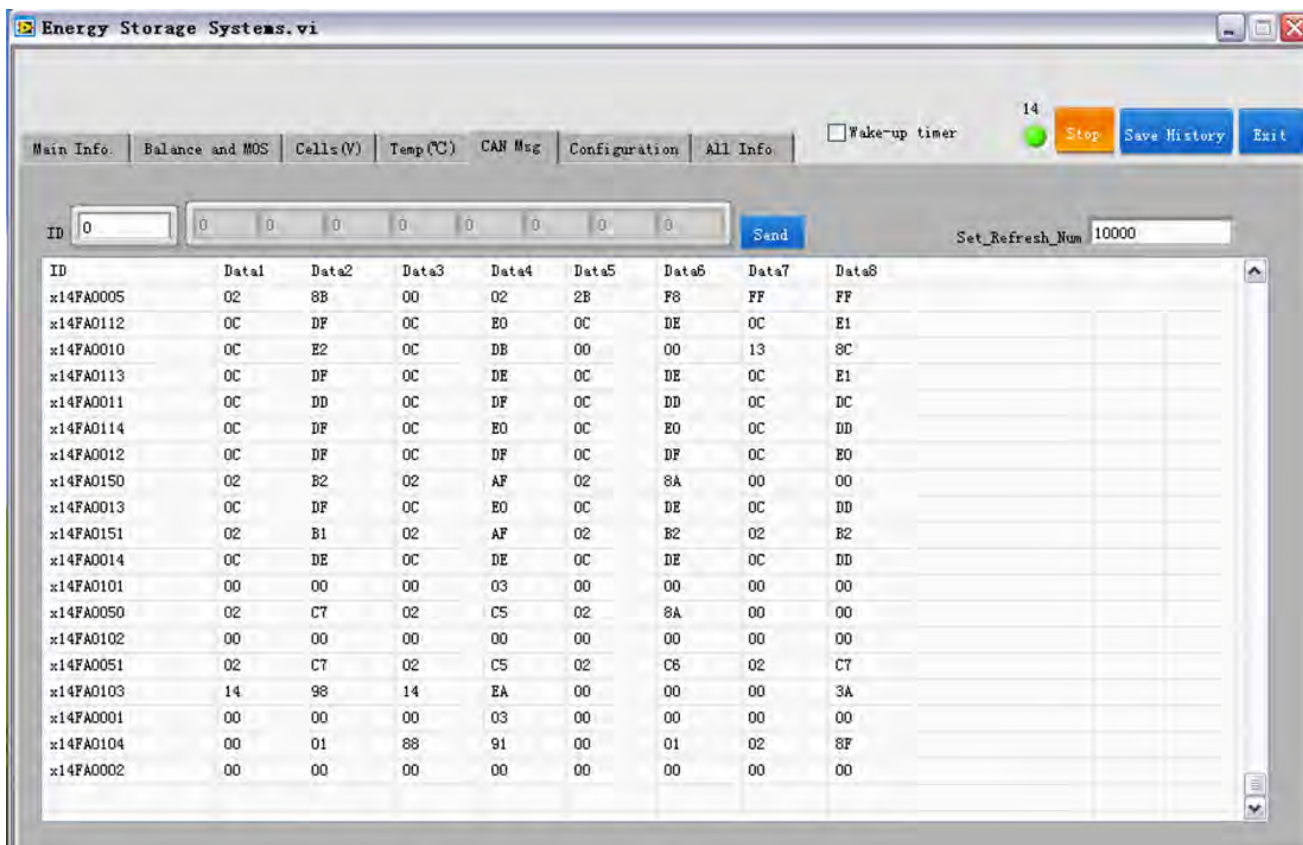 Energy Storage Systems.vi
14
Wake-up timer Stop Save History Exit
Main Info. Balance and MOS Cells(V) Temp(℃) CAN Msg Configuration All Info
ID 0 0 0 0 0 0 0 0 0 Send Set_Refresh_Num 10000
ID Data1 Data2 Data3 Data4 Data5 Data6 Data7 Data8
x14FA0005 02 8B 00 02 2B F8 FF FF
x14FA0112 0C DF 0C E0 0C DE 0C E1
x14FA0010 0C E2 0C DB 00 00 13 8C
x14FA0113 0C DF 0C DE 0C DE 0C E1
x14FA0011 0C DD 0C DF 0C DD 0C DC
x14FA0114 0C DF 0C E0 0C E0 0C DD
x14FA0012 0C DF 0C DF 0C DF 0C E0
x14FA0150 02 B2 02 AF 02 8A 00 00
x14FA0013 0C DF 0C E0 0C DE 0C DD
x14FA0151 02 B1 02 AF 02 B2 02 B2
x14FA0014 0C DE 0C DE 0C DE 0C DD
x14FA0101 00 00 00 03 00 00 00 00
x14FA0050 02 C7 02 C5 02 8A 00 00
x14FA0102 00 00 00 00 00 00 00 00
x14FA0051 02 C7 02 C5 02 C6 02 C7
x14FA0103 14 98 14 EA 00 00 00 3A
x14FA0001 00 00 00 03 00 00 00 00
x14FA0104 00 01 88 91 00 01 02 8F
x14FA0002 00 00 00 00 00 00 00 00